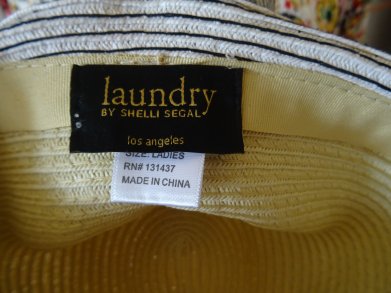 laundry
BY SHELLI SEGAL
los angeles
SIZE: LADIES
RN# 131437
MADE IN CHINA